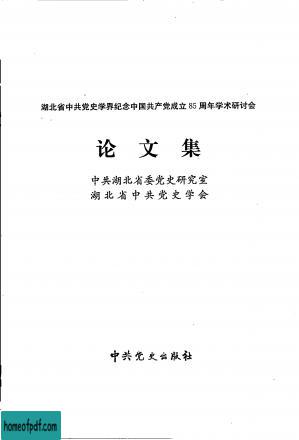 湖北省中共党史学界纪念中国共产党成立 85 周年学术研讨会
论文集
中共湖北省委党史研究室
湖北省中共党史学会
中共党史出版社
homeofpdf.com
homeofpdf.com